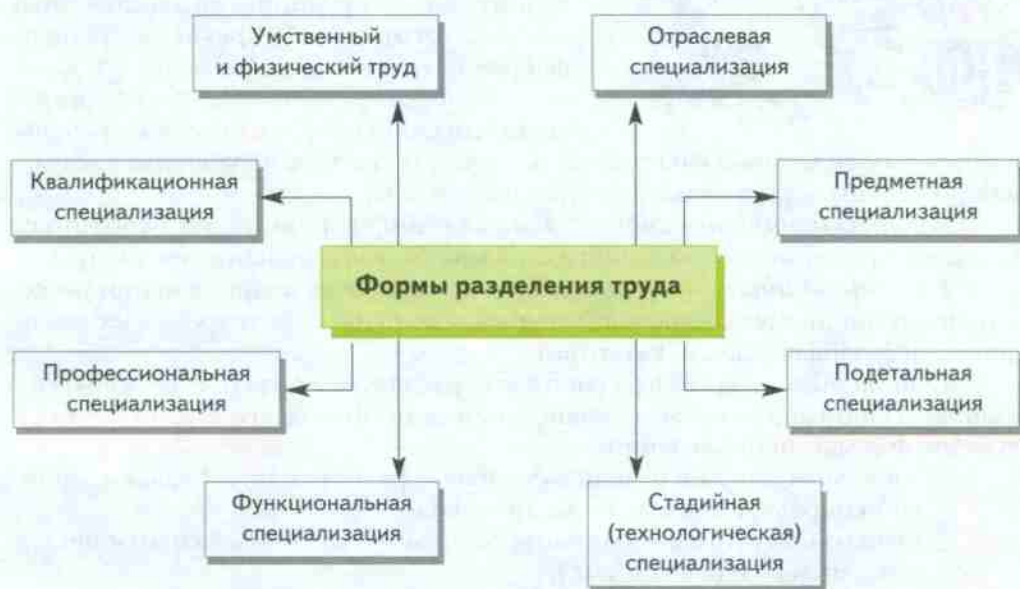 Умственный
и физический труд
Отраслевая
специализация
Квалификационная
специализация
Предметная
специализация
Формы разделения труда
Профессиональная
специализация
Подетальная
специализация
Функциональная
специализация
Стадийная
(технологическая)
специализация